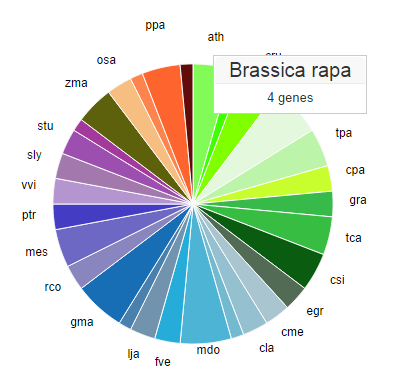 ppa
ath
osa
Brassica rapa
4 genes
zma
stu
tpa
sly
cpa
vvi
gra
ptr
tca
mes
csi
rco
egr
gma
cme
lja
fve
mdo
cla